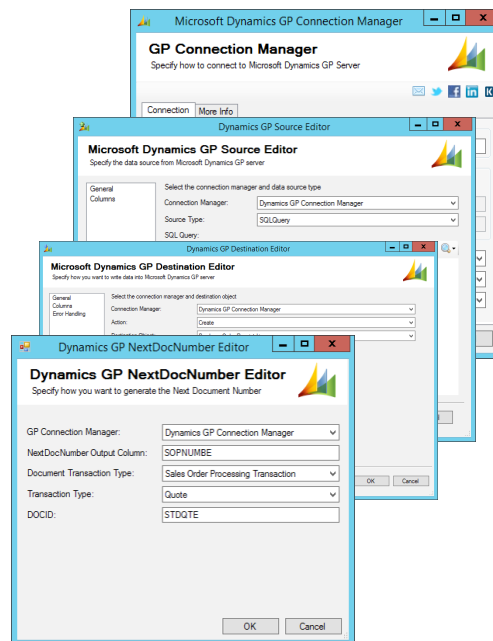 Microsoft Dynamics GP Connection Manager
GP Connection Manager
Specify how to connect to Microsoft Dynamics GP Server
Connection
More Info
Dynamics GP Source Editor
Microsoft Dynamics GP Source Editor
Specify the data source from Microsoft Dynamics GP server
General
Columns
Select the connection manager and data source type
Connection Manager: Dynamics GP Connection Manager
Source Type: SQLQuery
SQL Query:
Dynamics GP Destination Editor
Microsoft Dynamics GP Destination Editor
Specify how you want to write data into Microsoft Dynamics GP server
General
Columns
Error Handling
Select the connection manager and destination object
Connection Manager: Dynamics GP Connection Manager
Action: Create
OK Cancel
Dynamics GP NextDocNumber Editor
Dynamics GP NextDocNumber Editor
Specify how you want to generate the Next Document Number
GP Connection Manager: Dynamics GP Connection Manager
NextDocNumber Output Column: SOPNUMBE
Document Transaction Type: Sales Order Processing Transaction
Transaction Type: Quote
DOCID: STDQTE
OK Cancel